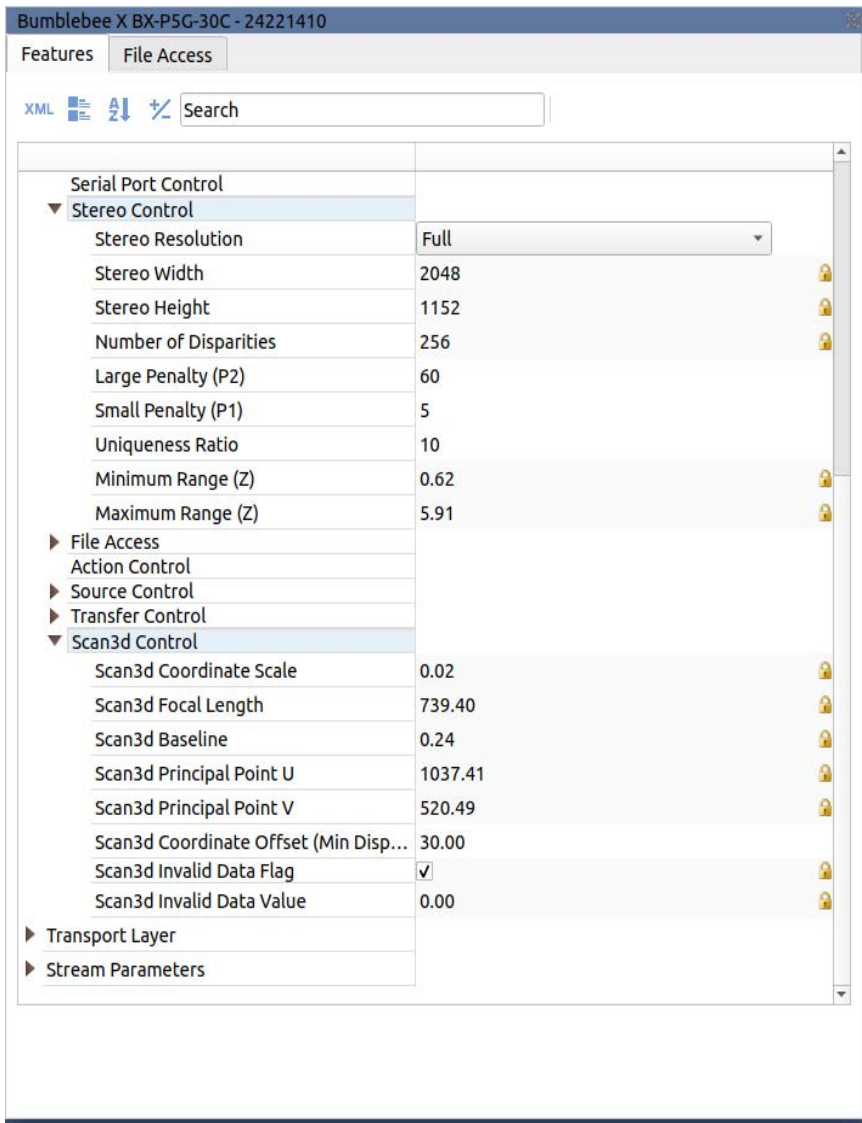 Bumblebee X BX-P5G-30C - 24221410
Features File Access
XML A Z +/- Search
Serial Port Control
Stereo Control
Stereo Resolution Full
Stereo Width 2048
Stereo Height 1152
Number of Disparities 256
Large Penalty (P2) 60
Small Penalty (P1) 5
Uniqueness Ratio 10
Minimum Range (Z) 0.62
Maximum Range (Z) 5.91
File Access
Action Control
Source Control
Transfer Control
Scan3d Control
Scan3d Coordinate Scale 0.02
Scan3d Focal Length 739.40
Scan3d Baseline 0.24
Scan3d Principal Point U 1037.41
Scan3d Principal Point V 520.49
Scan3d Coordinate Offset (Min Disp... 30.00
Scan3d Invalid Data Flag
Scan3d Invalid Data Value 0.00
Transport Layer
Stream Parameters